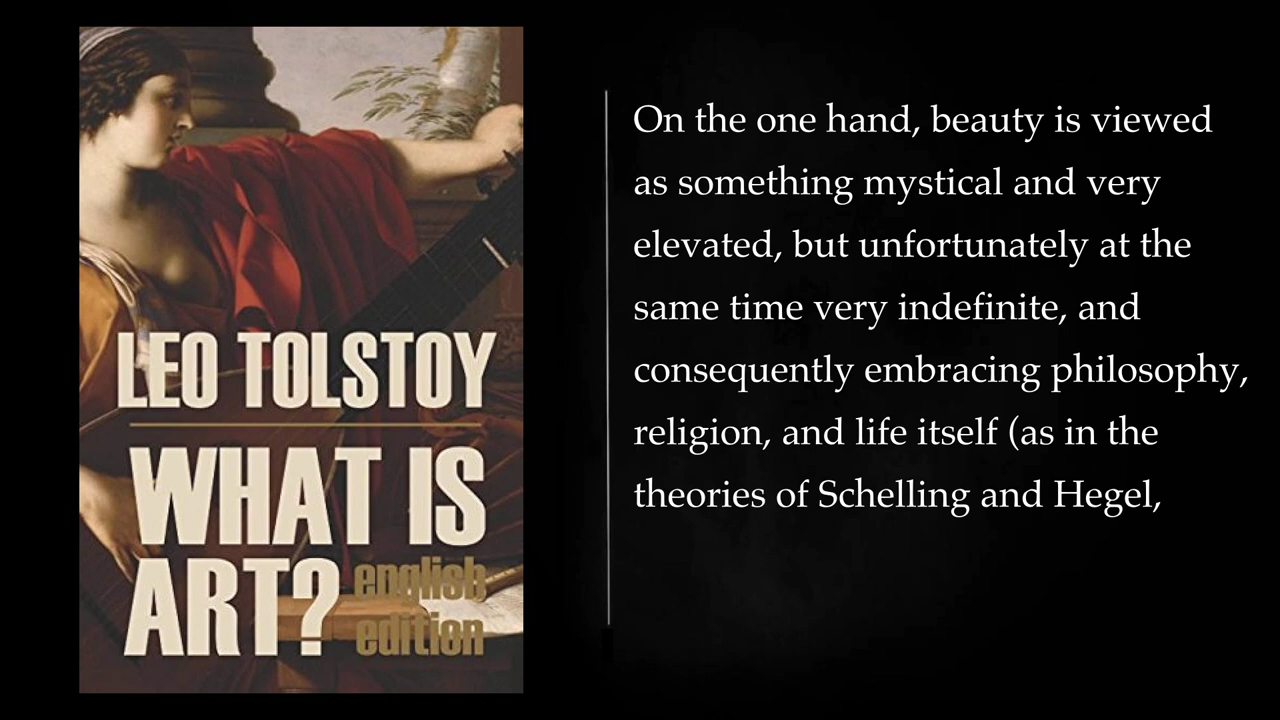 LEO TOLSTOY
WHAT IS
ART?
english
edition
On the one hand, beauty is viewed
as something mystical and very
elevated, but unfortunately at the
same time very indefinite, and
consequently embracing philosophy,
religion, and life itself (as in the
theories of Schelling and Hegel,